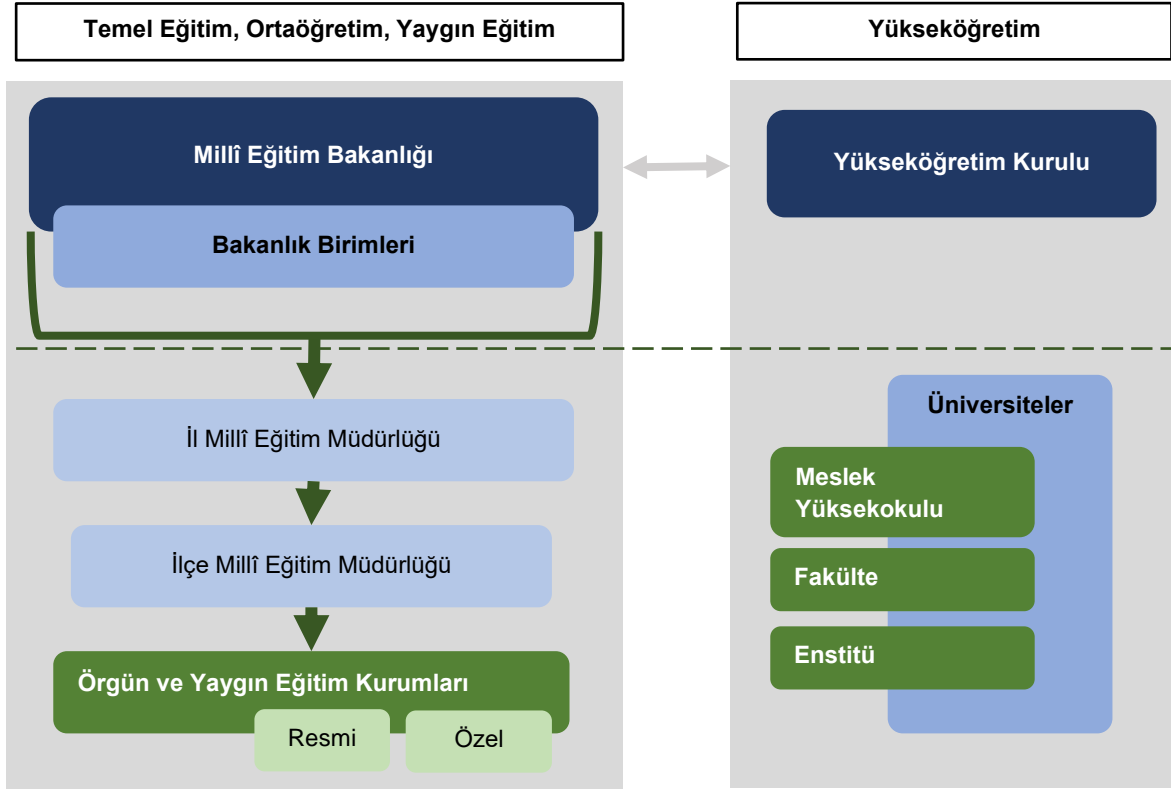 Temel Eğitim, Ortaöğretim, Yaygın Eğitim
Millî Eğitim Bakanlığı
Bakanlık Birimleri
İl Millî Eğitim Müdürlüğü
İlçe Millî Eğitim Müdürlüğü
Örgün ve Yaygın Eğitim Kurumları
Resmi
Özel
Yükseköğretim
Yükseköğretim Kurulu
Üniversiteler
Meslek
Yüksekokulu
Fakülte
Enstitü